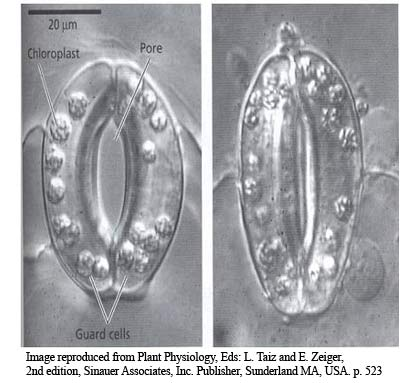 20 μm
Chloroplast
Pore
Guard cells
Image reproduced from Plant Physiology, Eds: L. Taiz and E. Zeiger,
2nd edition, Sinauer Associates, Inc. Publisher, Sunderland MA, USA. p. 523